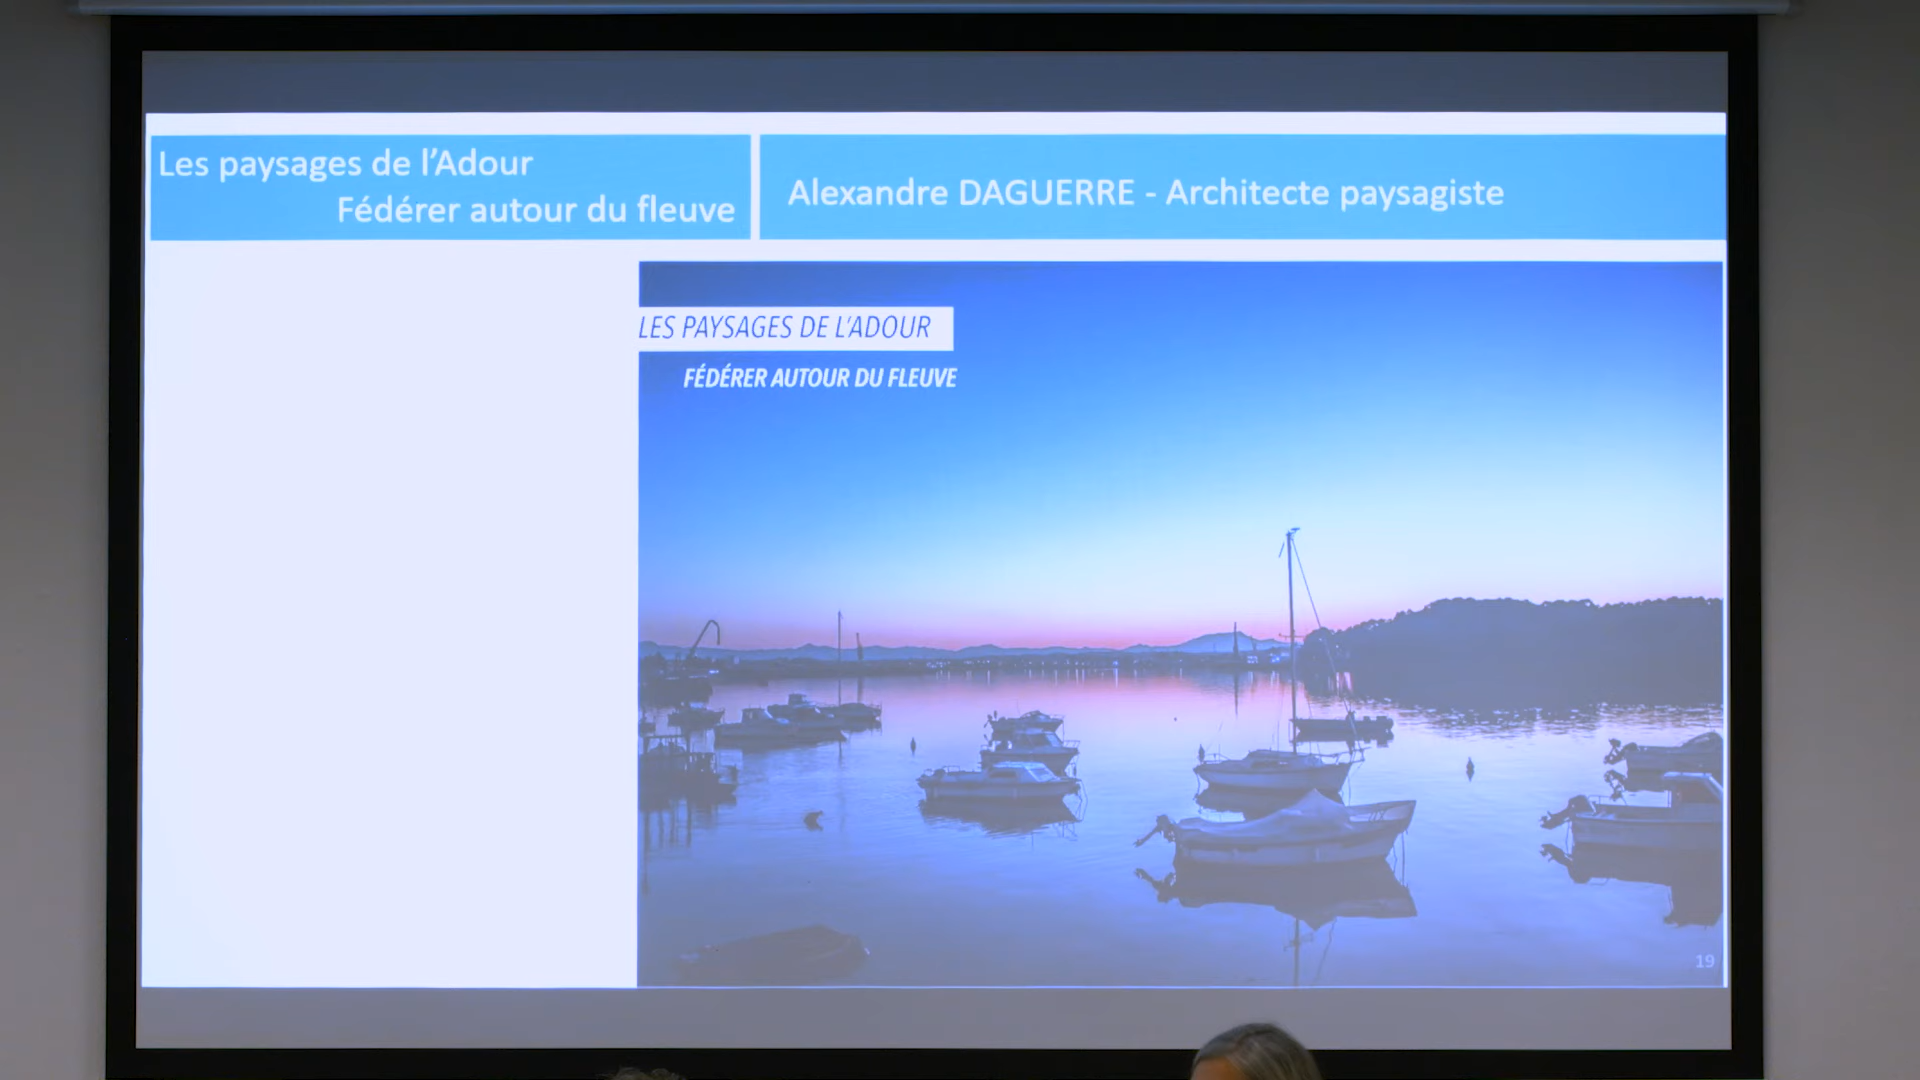 Les paysages de l’Adour
Fédérer autour du fleuve
Alexandre DAGUERRE - Architecte paysagiste
LES PAYSAGES DE L’ADOUR
FÉDÉRER AUTOUR DU FLEUVE
19